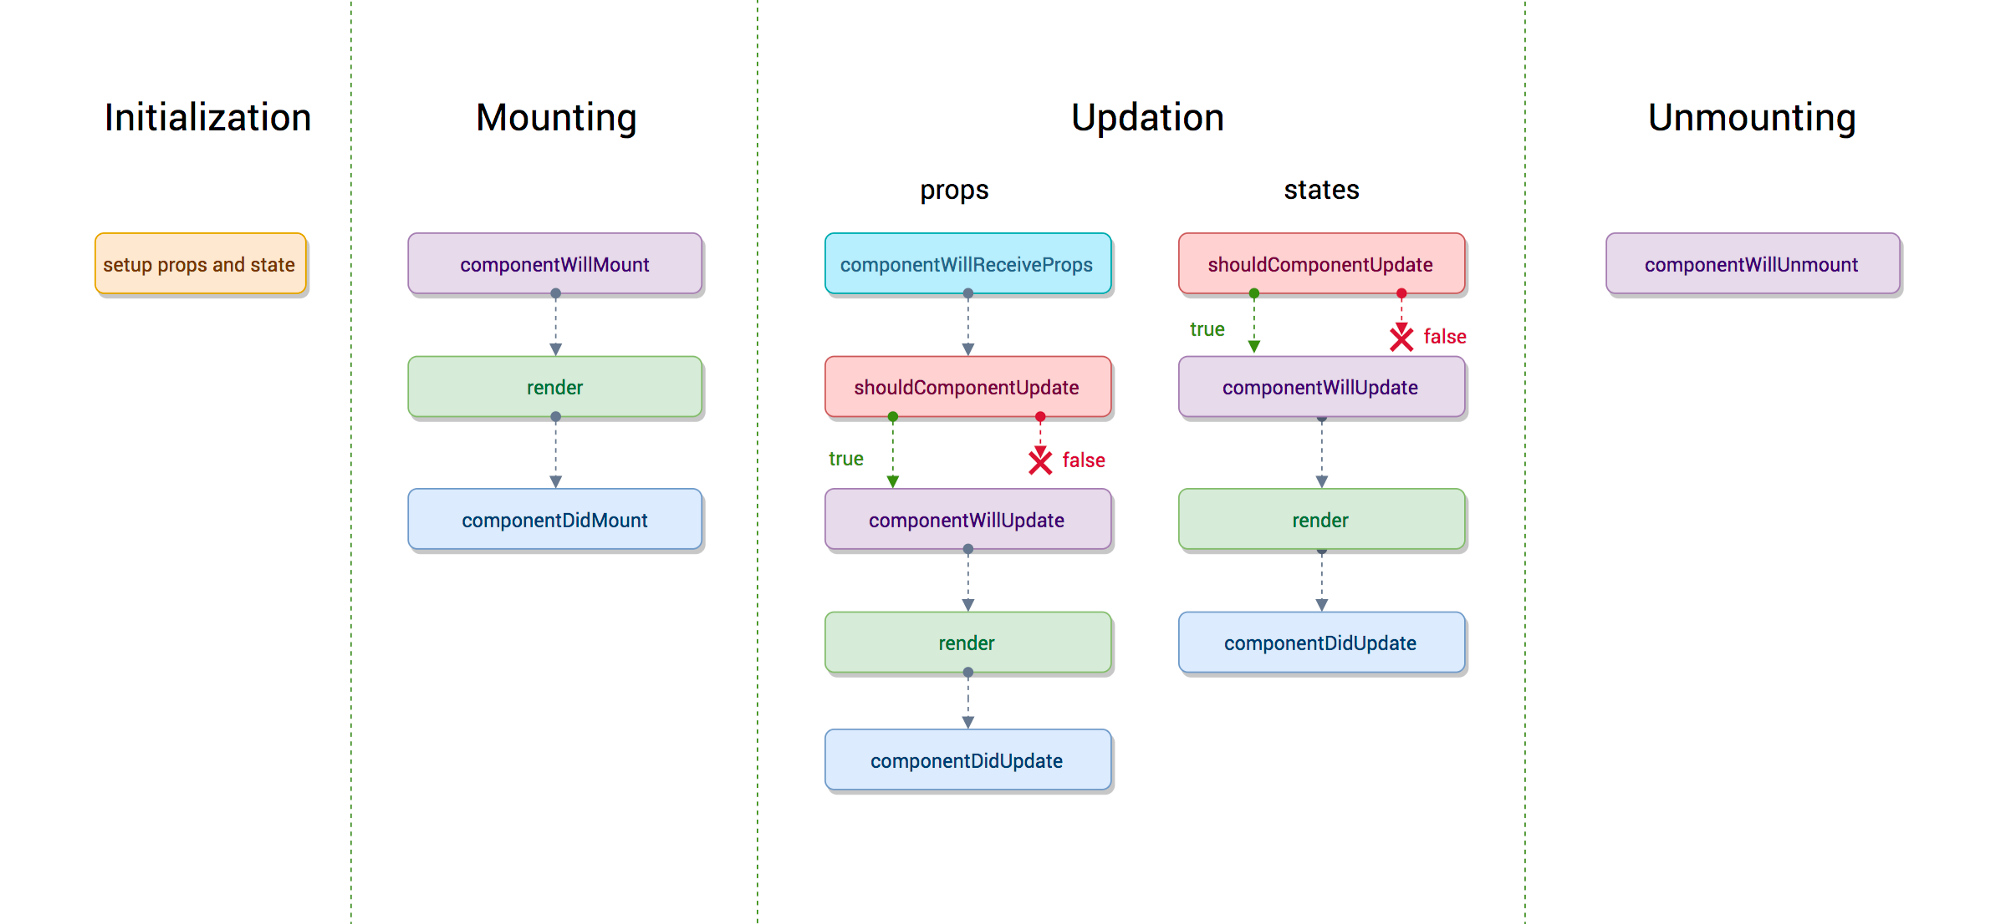 Initialization
setup props and state
Mounting
componentWillMount
render
componentDidMount
Updation
props
componentWillReceiveProps
shouldComponentUpdate
true
false
componentWillUpdate
render
componentDidUpdate
states
shouldComponentUpdate
true
false
componentWillUpdate
render
componentDidUpdate
Unmounting
componentWillUnmount